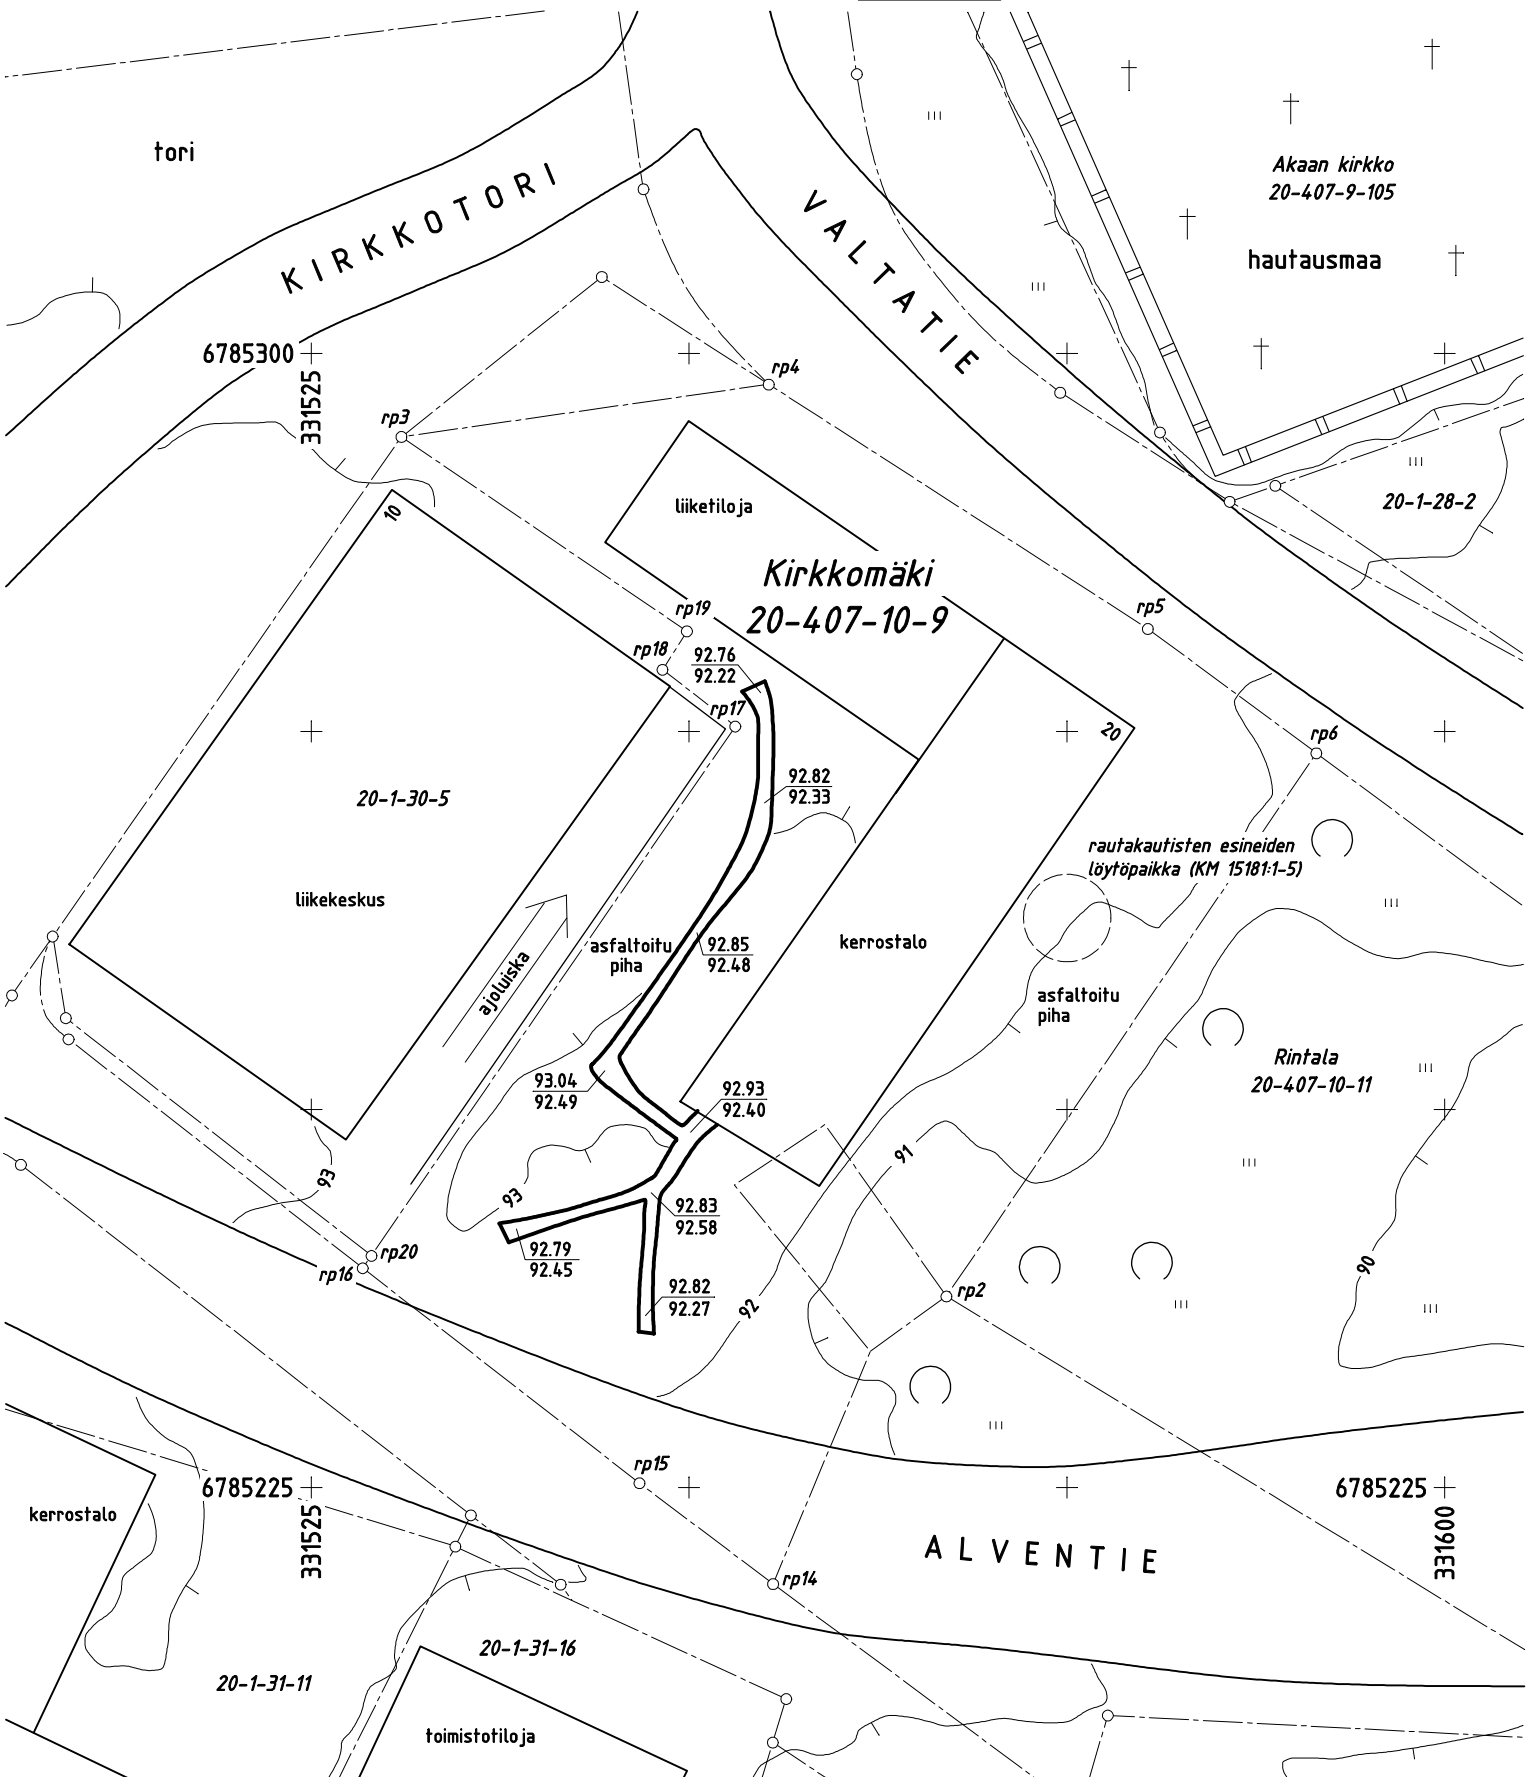 tori
KIRKKOTORI
VALTATIE
Akaan kirkko
20-407-9-105
hautausmaa
6785300
331525
rp3
rp4
10
liiketiloja
20-1-28-2
Kirkkomäki
20-407-10-9
rp19
rp18
rp17
rp5
rp6
20
92.76
92.22
92.82
92.33
20-1-30-5
liikekeskus
ajoluiska
asfaltoitu
piha
92.85
92.48
kerrostalo
rautakautisten esineiden
löytöpaikka (KM 15181:1-5)
asfaltoitu
piha
Rintala
20-407-10-11
93.04
92.49
92.93
92.40
91
93
93
92.83
92.58
92.79
92.45
92.82
92.27
rp20
rp16
92
rp2
90
rp15
6785225
331525
6785225
331600
kerrostalo
ALVENTIE
rp14
20-1-31-16
20-1-31-11
toimistotiloja